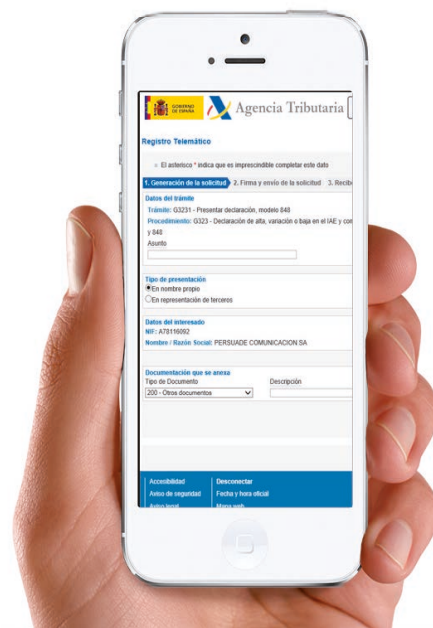 GOBIERNO
DE ESPAÑA
Agencia Tributaria
Registro Telemático
El asterisco * indica que es imprescindible completar este dato
1. Generación de la solicitud 2. Firma y envío de la solicitud 3. Recib
Datos del trámite
Trámite: G3231 - Presentar declaración, modelo 848
Procedimiento: G323 - Declaración de alta, variación o baja en el IAE y com
y 848
Asunto
Tipo de presentación
En nombre propio
En representación de terceros
Datos del interesado
NIF: A78116092
Nombre / Razón Social: PERSUADE COMUNICACION SA
Documentación que se anexa
Tipo de Documento Descripción
200 - Otros documentos
Accesibilidad Desconectar
Aviso de seguridad Fecha y hora oficial
Aviso legal Mapa web